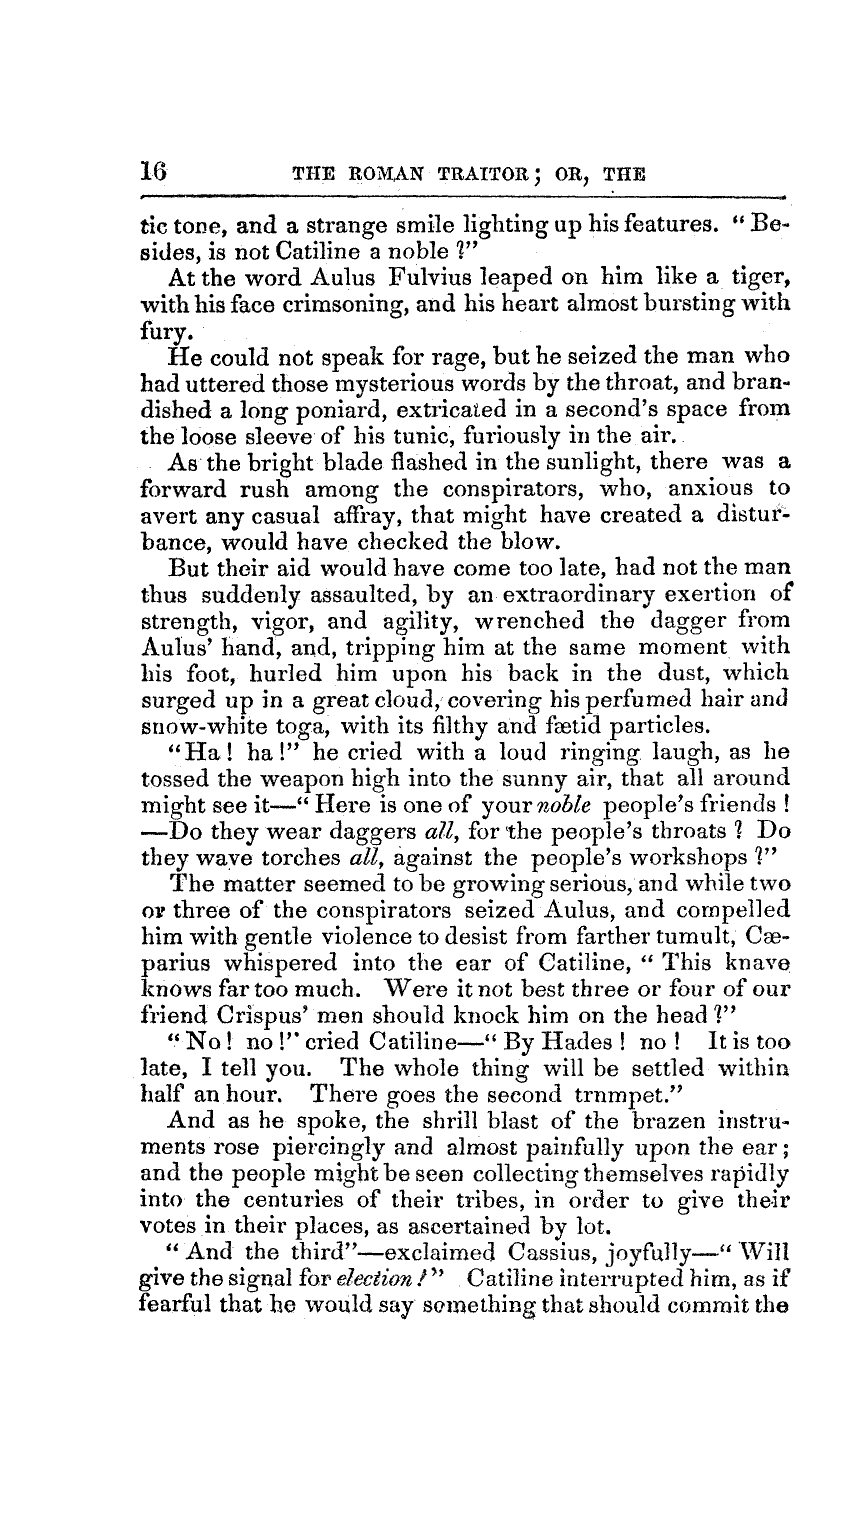 16 THE ROMAN TRAITOR; OR, THE
tic tone, and a strange smile lighting up his features. "Be-
sides, is not Catiline a noble?"
At the word Aulus Fulvius leaped on him like a tiger,
with his face crimsoning, and his heart almost bursting with
fury.
He could not speak for rage, but he seized the man who
had uttered those mysterious words by the throat, and bran-
dished a long poniard, extricated in a second's space from
the loose sleeve of his tunic, furiously in the air.
As the bright blade flashed in the sunlight, there was a
forward rush among the conspirators, who, anxious to
avert any casual affray, that might have created a distur-
bance, would have checked the blow.
But their aid would have come too late, had not the man
thus suddenly assaulted, by an extraordinary exertion of
strength, vigor, and agility, wrenched the dagger from
Aulus' hand, and, tripping him at the same moment with
his foot, hurled him upon his back in the dust, which
surged up in a great cloud, covering his perfumed hair and
snow-white toga, with its filthy and fætid particles.
"Ha! ha!" he cried with a loud ringing laugh, as he
tossed the weapon high into the sunny air, that all around
might see it—"Here is one of your noble people's friends!
—Do they wear daggers all, for the people's throats? Do
they wave torches all, against the people's workshops?"
The matter seemed to be growing serious, and while two
or three of the conspirators seized Aulus, and compelled
him with gentle violence to desist from farther tumult, Cæ-
parius whispered into the ear of Catiline, "This knave
knows far too much. Were it not best three or four of our
friend Crispus' men should knock him on the head?"
"No! no!" cried Catiline—"By Hades! no! It is too
late, I tell you. The whole thing will be settled within
half an hour. There goes the second trnmpet."
And as he spoke, the shrill blast of the brazen instru-
ments rose piercingly and almost painfully upon the ear;
and the people might be seen collecting themselves rapidly
into the centuries of their tribes, in order to give their
votes in their places, as ascertained by lot.
"And the third"—exclaimed Cassius, joyfully—"Will
give the signal for election!" Catiline interrupted him, as if
fearful that he would say something that should commit the